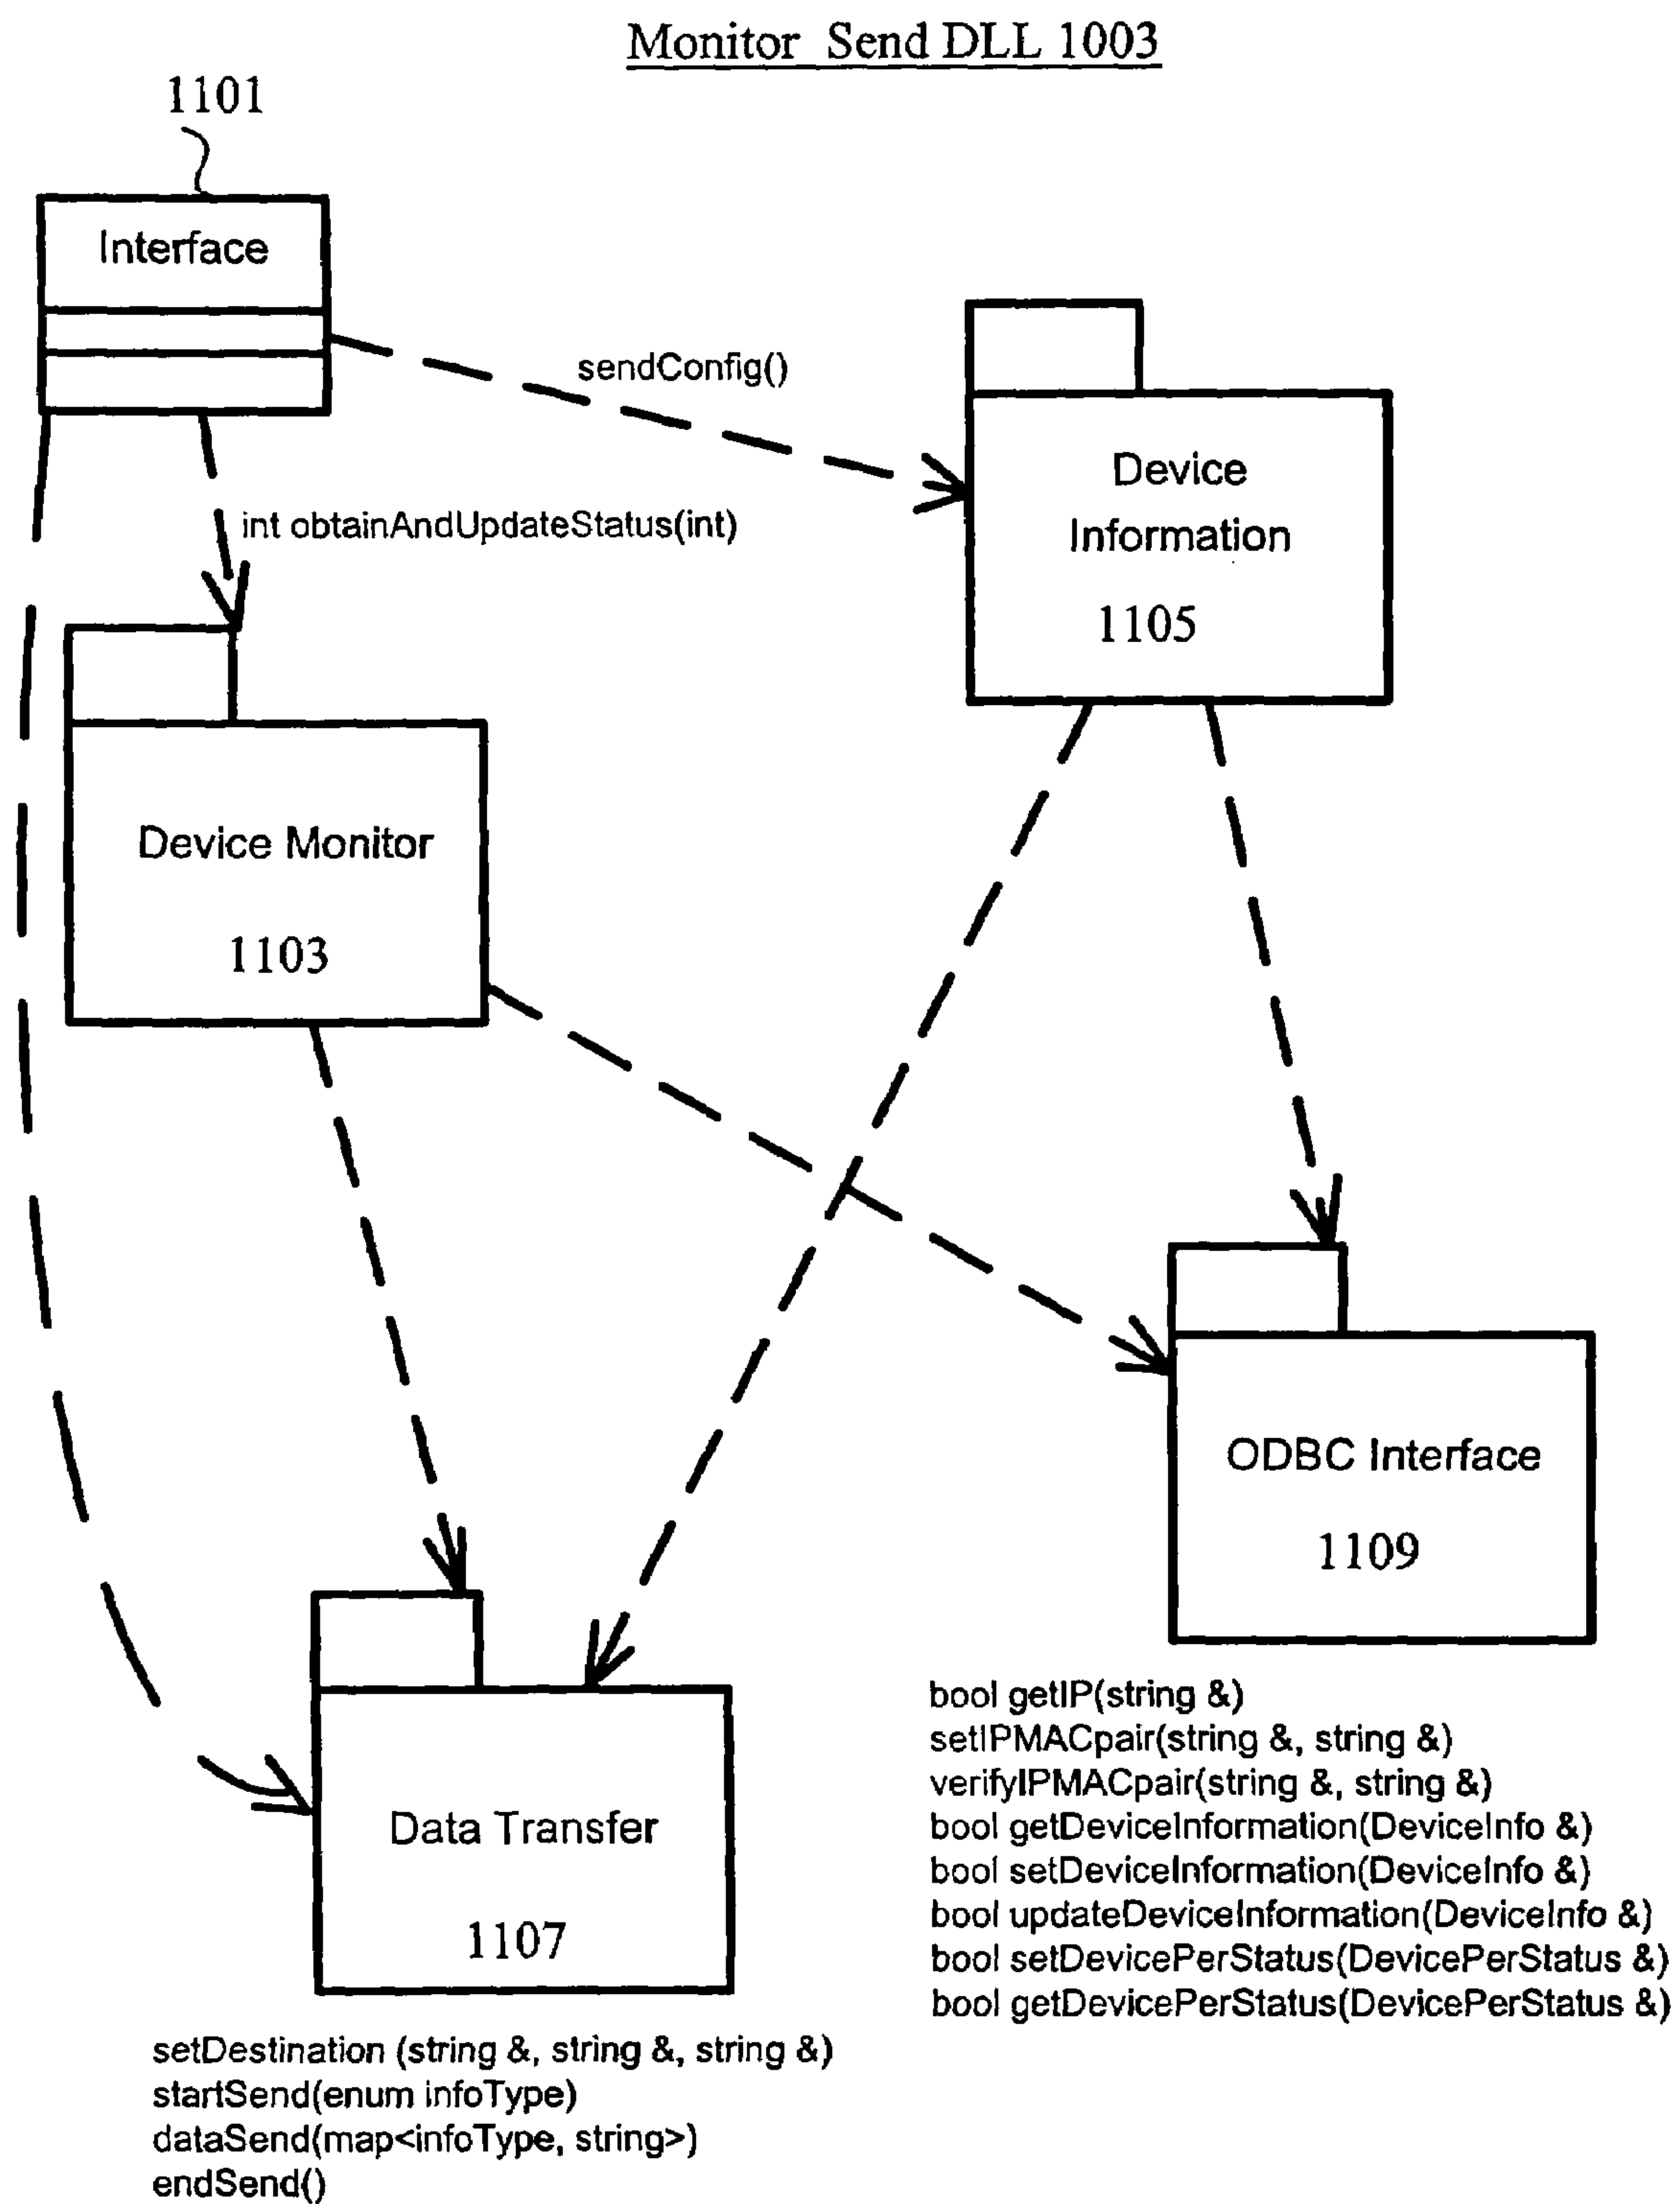 Monitor Send DLL 1003
1101
Interface
sendConfig()
Device
Information
1105
int obtainAndUpdateStatus(int)
Device Monitor
1103
ODBC Interface
1109
bool getIP(string &)
setIPMACpair(string &, string &)
verifyIPMACpair(string &, string &)
bool getDeviceInformation(DeviceInfo &)
bool setDeviceInformation(DeviceInfo &)
bool updateDeviceInformation(DeviceInfo &)
bool setDevicePerStatus(DevicePerStatus &)
bool getDevicePerStatus(DevicePerStatus &)
Data Transfer
1107
setDestination (string &, string &, string &)
startSend(enum infoType)
dataSend(map<infoType, string>)
endSend()